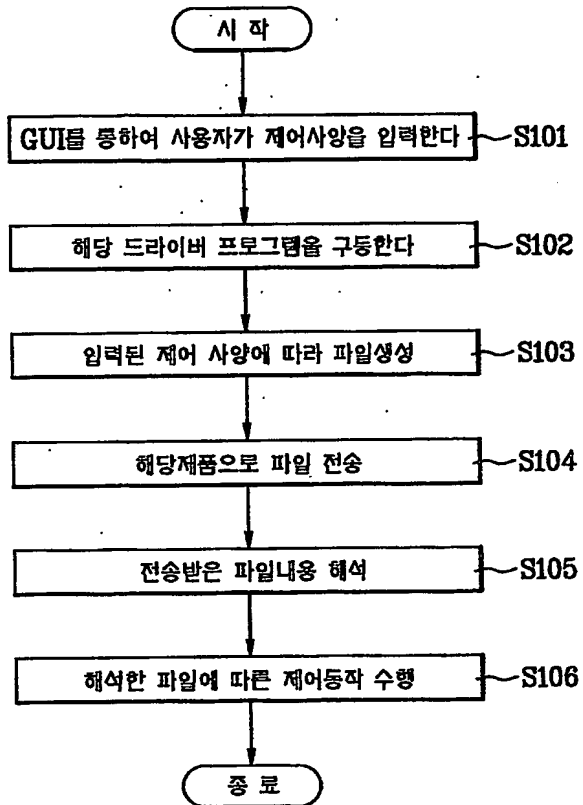 시 작
GUI를 통하여 사용자가 제어사양을 입력한다 S101
해당 드라이버 프로그램을 구동한다 S102
입력된 제어 사양에 따라 파일생성 S103
해당제품으로 파일 전송 S104
전송받은 파일내용 해석 S105
해석한 파일에 따른 제어동작 수행 S106
종 료